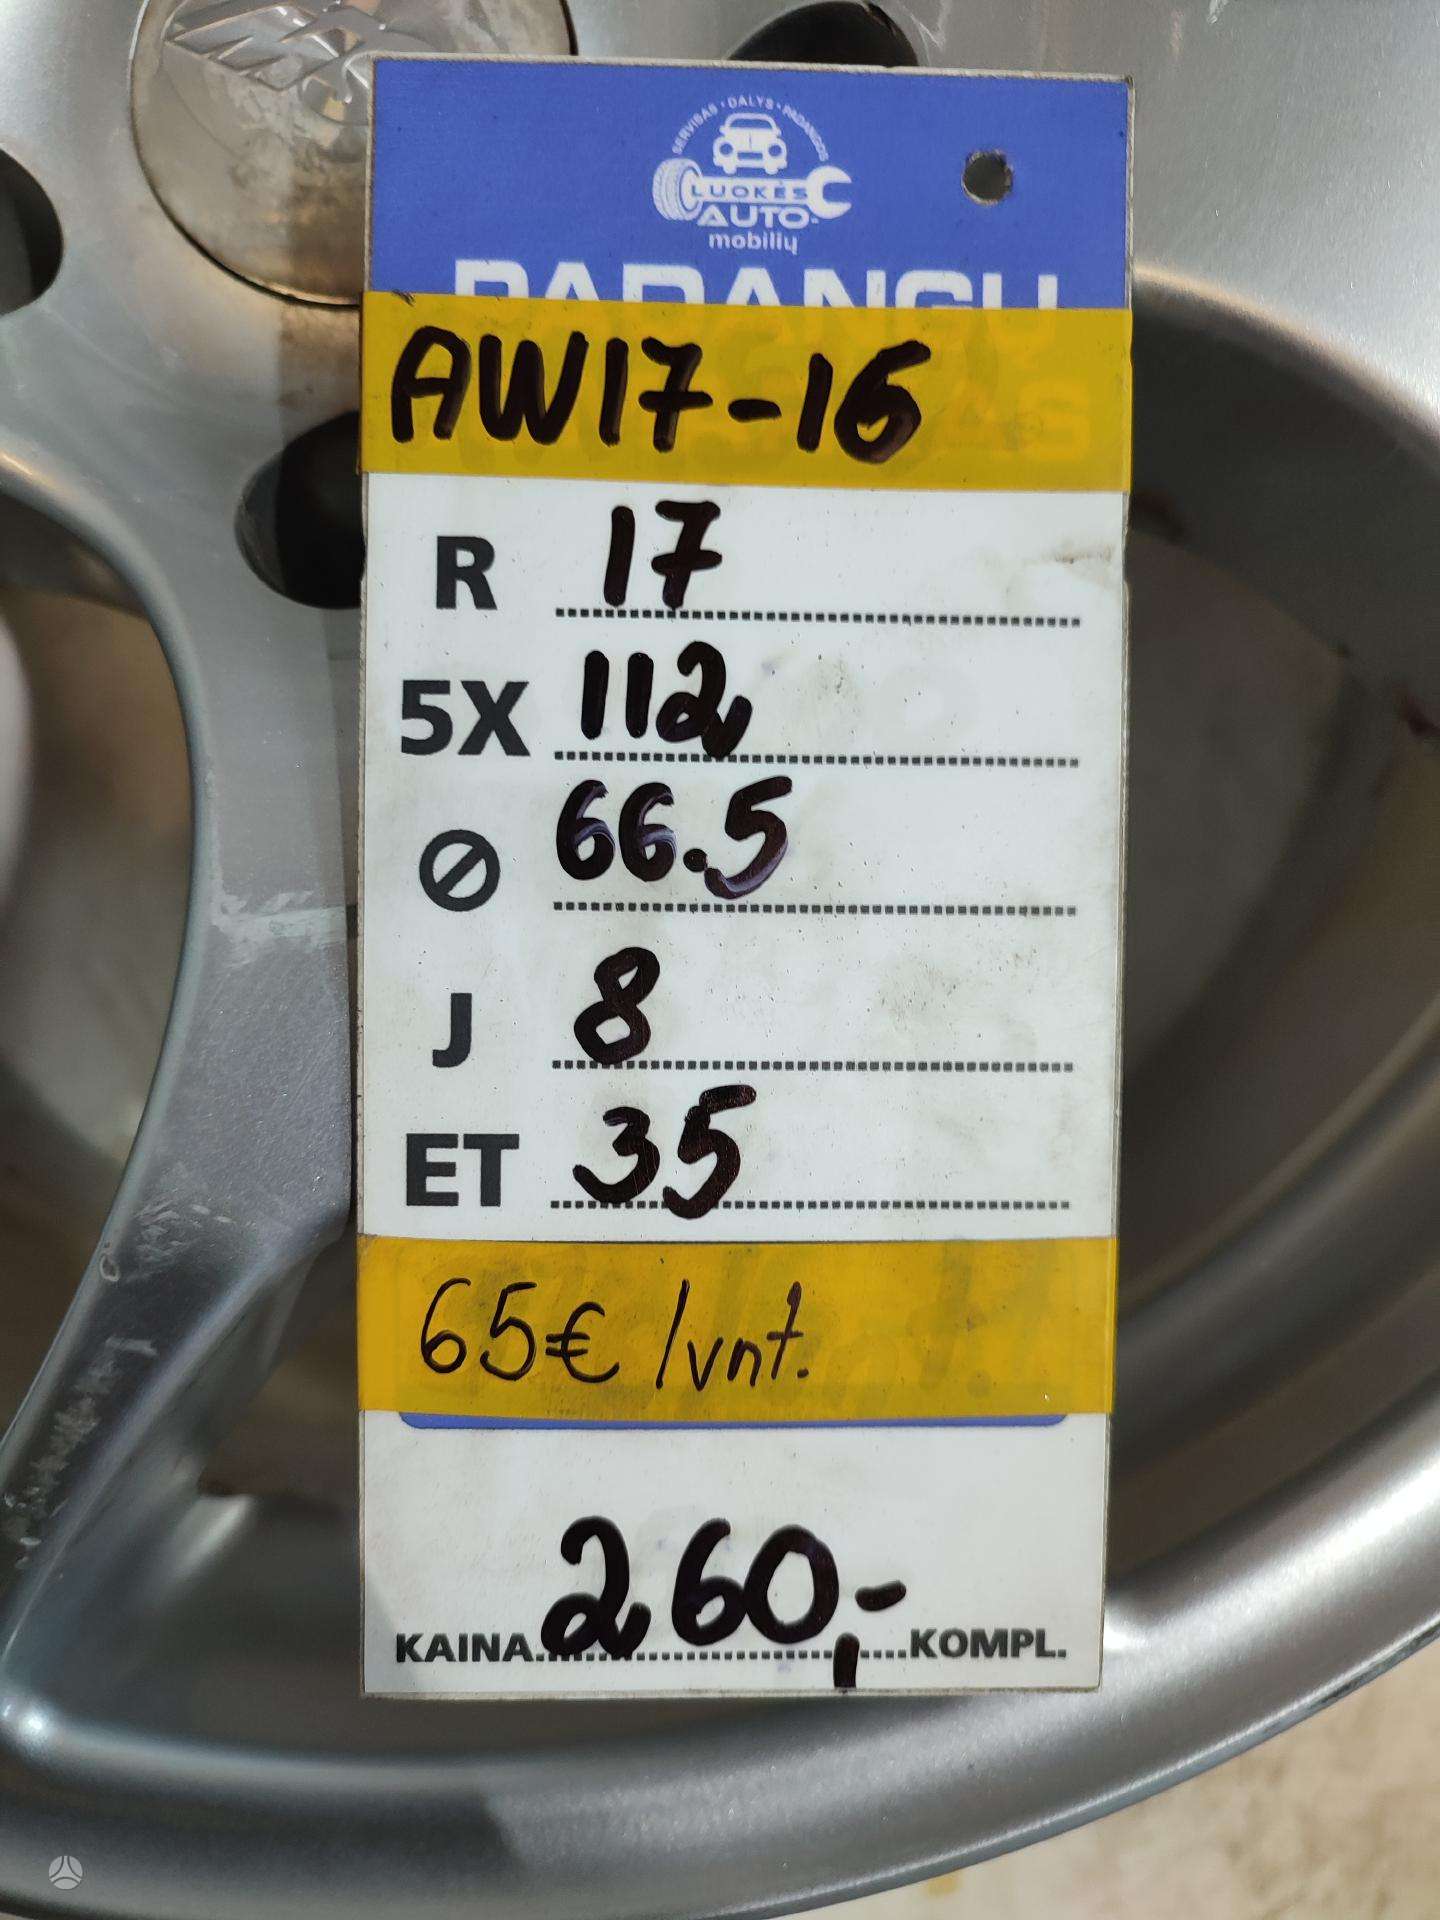 SERVISAS • DALYS • PADANGOS
LUOKĖS
AUTO-
mobilių
PADANGŲ
AW17-16
R 17
5X 112,
⌀ 66.5
J 8
ET 35
65€/vnt.
KAINA 260,- KOMPL.